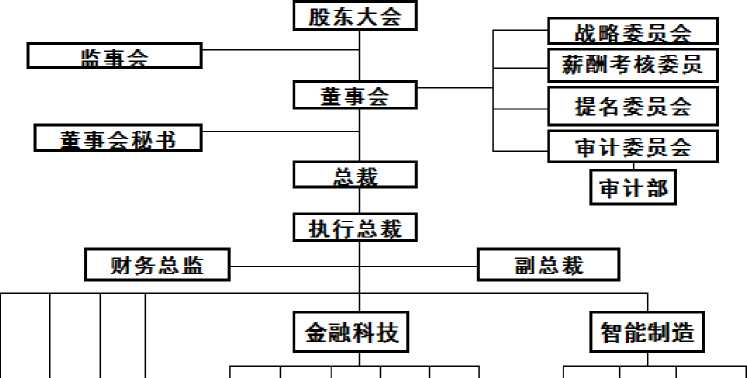 股东大会
战略委员会
监事会
薪酬考核委员
董事会
提名委员会
董事会秘书
审计委员会
总裁
审计部
执行总裁
财务总监
副总裁
金融科技
智能制造